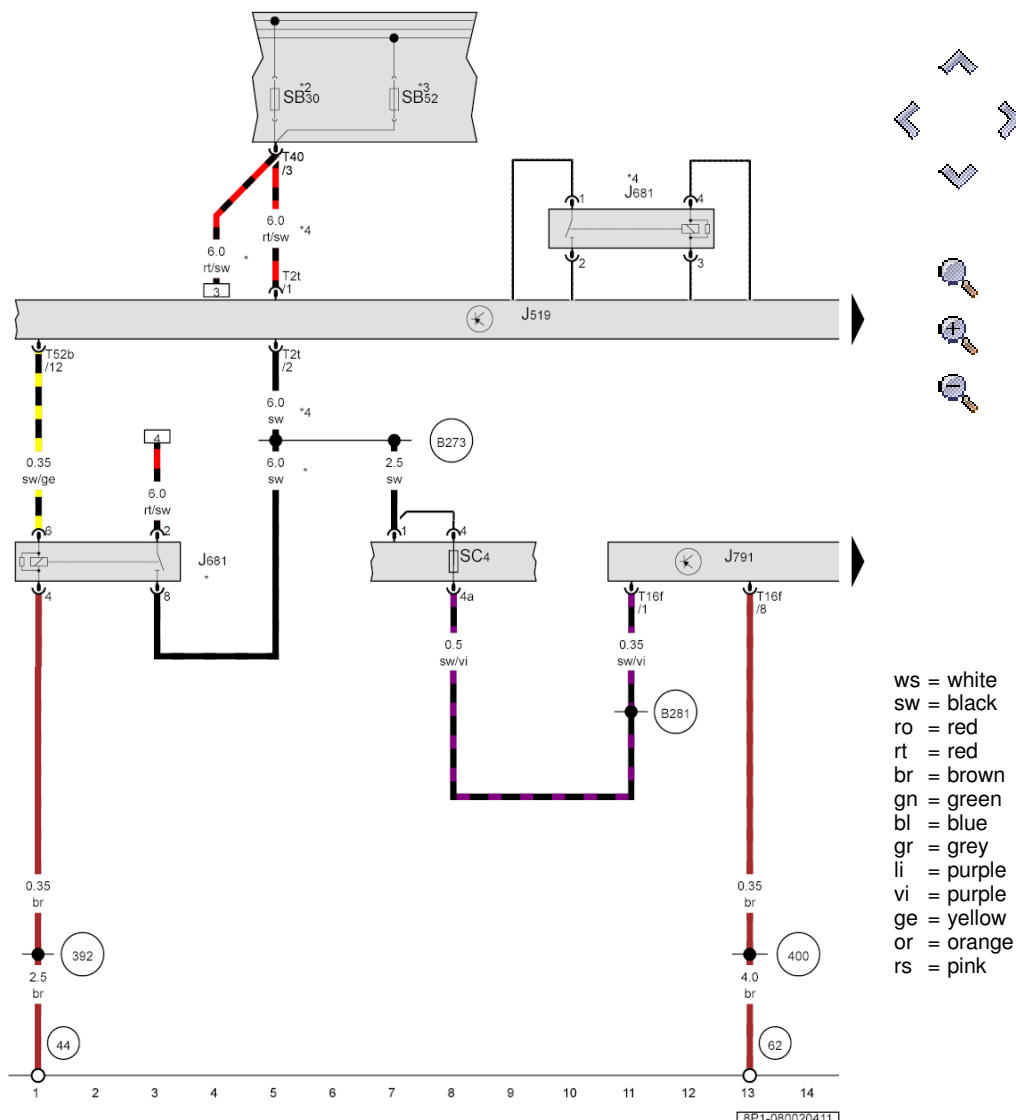 *2
SB30
*3
SB52
T40
/3
6.0
rt/sw *4
6.0
rt/sw *
3
T2t
/1
*4
J681
1
4
2
3
J519
T52b
/12
T2t
/2
6.0
sw *4
B273
4
0.35
sw/ge
6.0
rt/sw
6.0
sw *
2.5
sw
6
2
1
4
J681
*
SC4
J791
4
8
4a
T16f
/1
T16f
/8
0.5
sw/vi
0.35
sw/vi
B281
ws = white
sw = black
ro = red
rt = red
br = brown
gn = green
bl = blue
gr = grey
li = purple
vi = purple
ge = yellow
or = orange
rs = pink
0.35
br
0.35
br
392
400
2.5
br
4.0
br
44
62
1 2 3 4 5 6 7 8 9 10 11 12 13 14
8P1-080020411